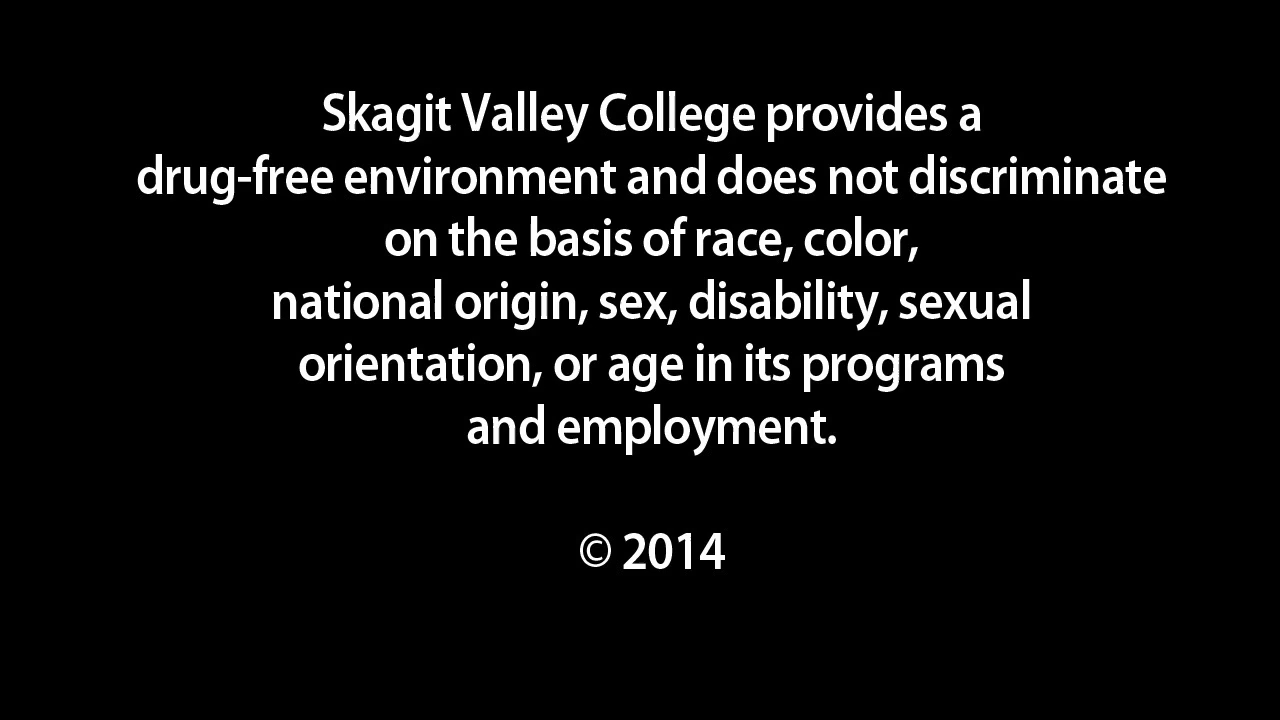 Skagit Valley College provides a
drug-free environment and does not discriminate
on the basis of race, color,
national origin, sex, disability, sexual
orientation, or age in its programs
and employment.
© 2014